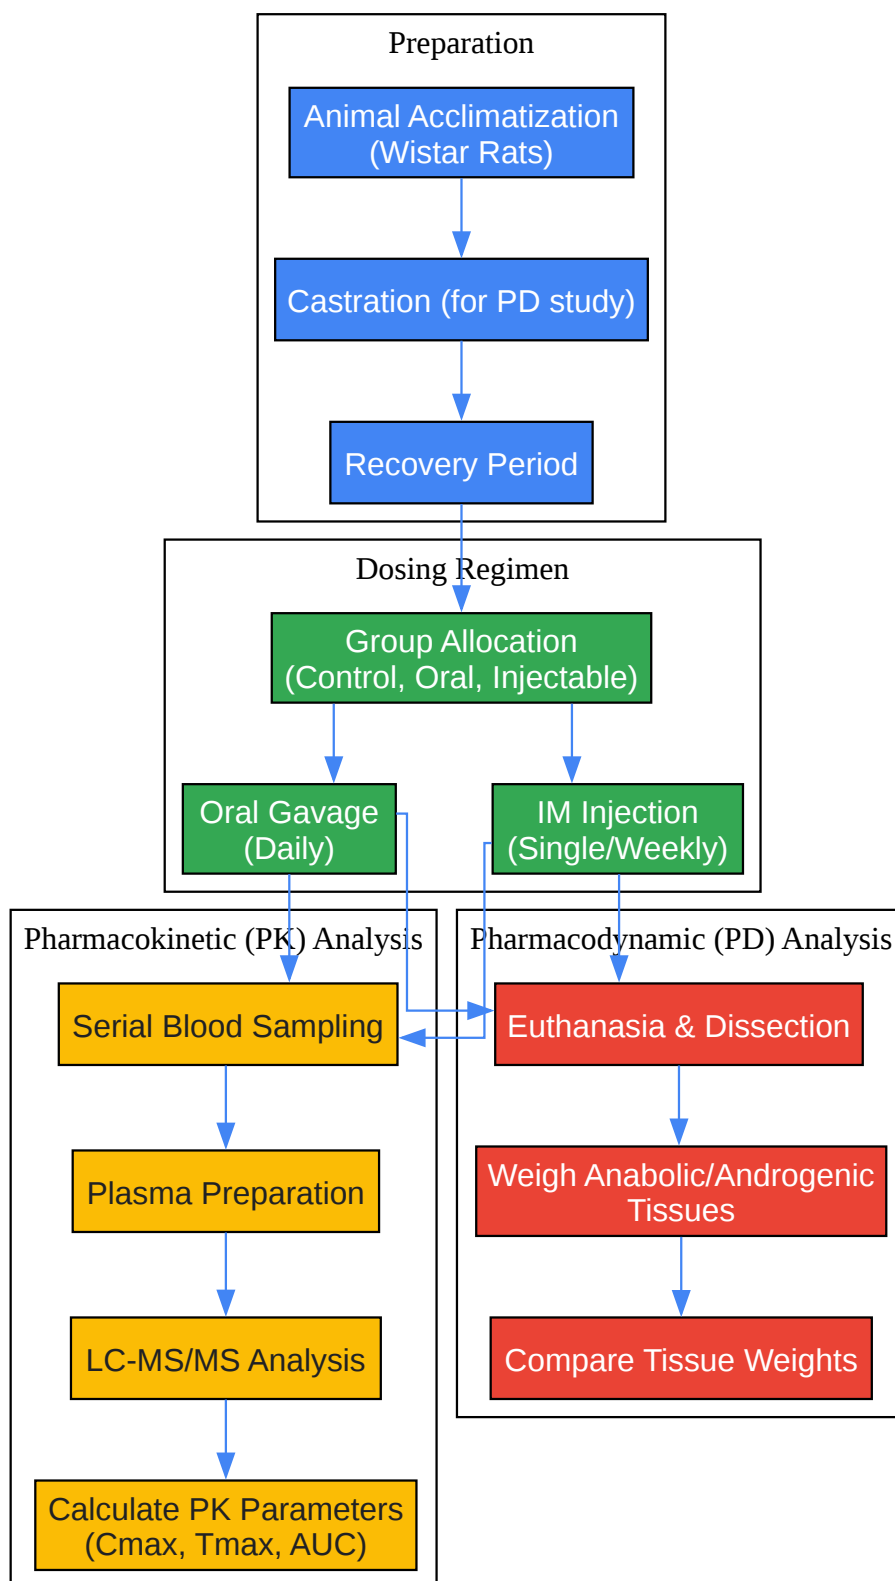 Preparation
Animal Acclimatization
(Wistar Rats)
Castration (for PD study)
Recovery Period
Dosing Regimen
Group Allocation
(Control, Oral, Injectable)
Oral Gavage
(Daily)
IM Injection
(Single/Weekly)
Pharmacokinetic (PK) Analysis
Serial Blood Sampling
Plasma Preparation
LC-MS/MS Analysis
Calculate PK Parameters
(Cmax, Tmax, AUC)
Pharmacodynamic (PD) Analysis
Euthanasia & Dissection
Weigh Anabolic/Androgenic
Tissues
Compare Tissue Weights